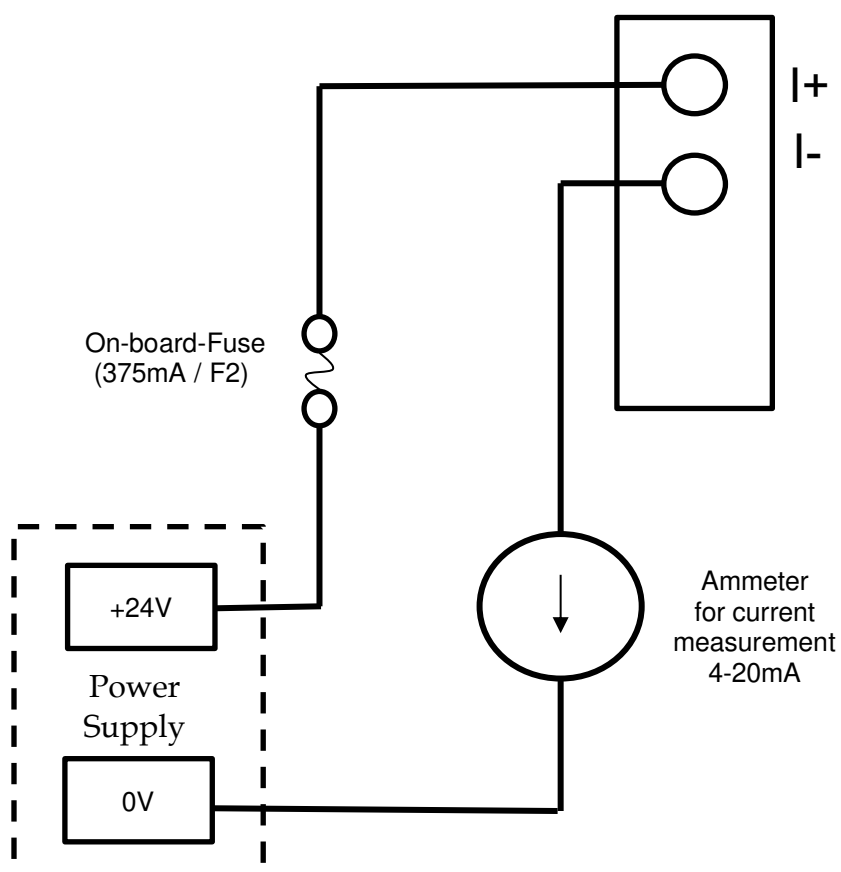 I+
I-
On-board-Fuse
(375mA / F2)
+24V
Power
Supply
0V
Ammeter
for current
measurement
4-20mA